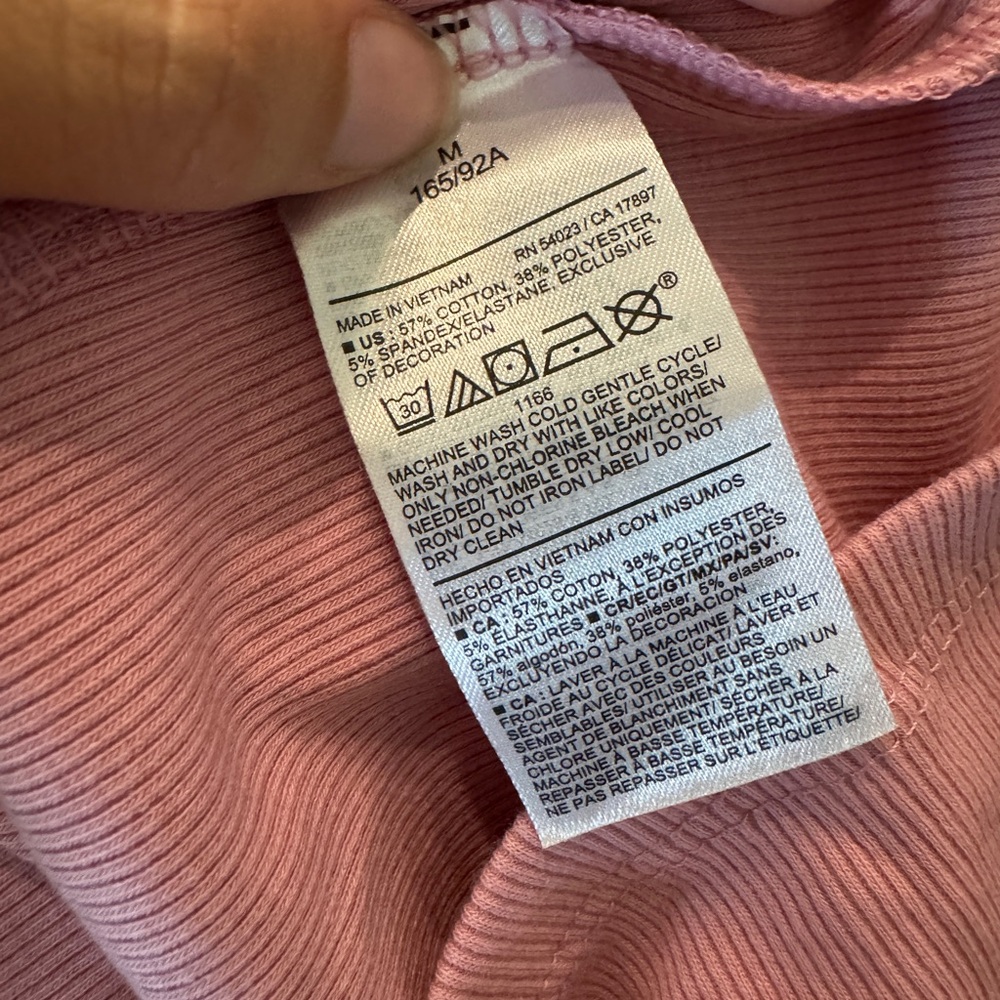 M
165/92A
RN 54023 / CA 17897
MADE IN VIETNAM
■ US : 57% COTTON, 38% POLYESTER,
5% SPANDEX/ELASTANE, EXCLUSIVE
OF DECORATION
30
®
1166
MACHINE WASH COLD GENTLE CYCLE/
WASH AND DRY WITH LIKE COLORS/
ONLY NON-CHLORINE BLEACH WHEN
NEEDED/ TUMBLE DRY LOW/ COOL
IRON/ DO NOT IRON LABEL/ DO NOT
DRY CLEAN
HECHO EN VIETNAM CON INSUMOS
IMPORTADOS
■ CA : 57% COTON, 38% POLYESTER,
5% ÉLASTHANNE, À L'EXCEPTION DES
GARNITURES ■ CR/EC/GT/MX/PA/SV:
57% algodón, 38% poliéster, 5% elastano,
EXCLUYENDO LA DECORACIÓN
■ CA : LAVER À LA MACHINE À L'EAU
FROIDE AU CYCLE DÉLICAT/ LAVER ET
SÉCHER AVEC DES COULEURS
SEMBLABLES/ UTILISER AU BESOIN UN
AGENT DE BLANCHIMENT SANS
CHLORE UNIQUEMENT/ SÉCHER À LA
MACHINE À BASSE TEMPÉRATURE/
REPASSER À BASSE TEMPÉRATURE/
NE PAS REPASSER SUR L'ÉTIQUETTE/